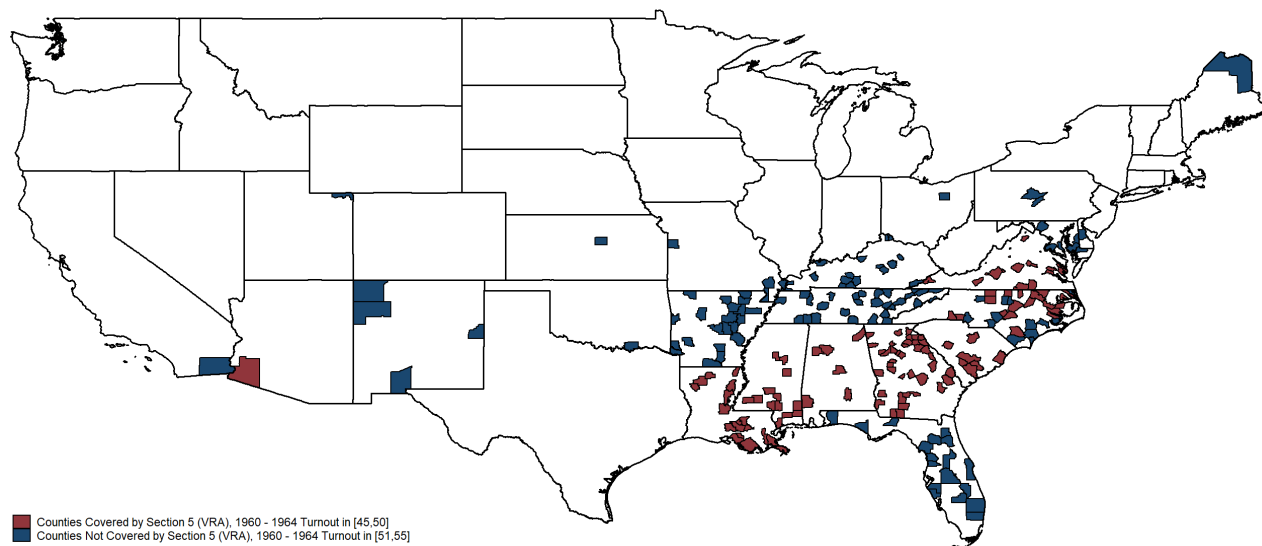 Counties Covered by Section 5 (VRA), 1960 - 1964 Turnout in [45,50]
Counties Not Covered by Section 5 (VRA), 1960 - 1964 Turnout in [51,55]